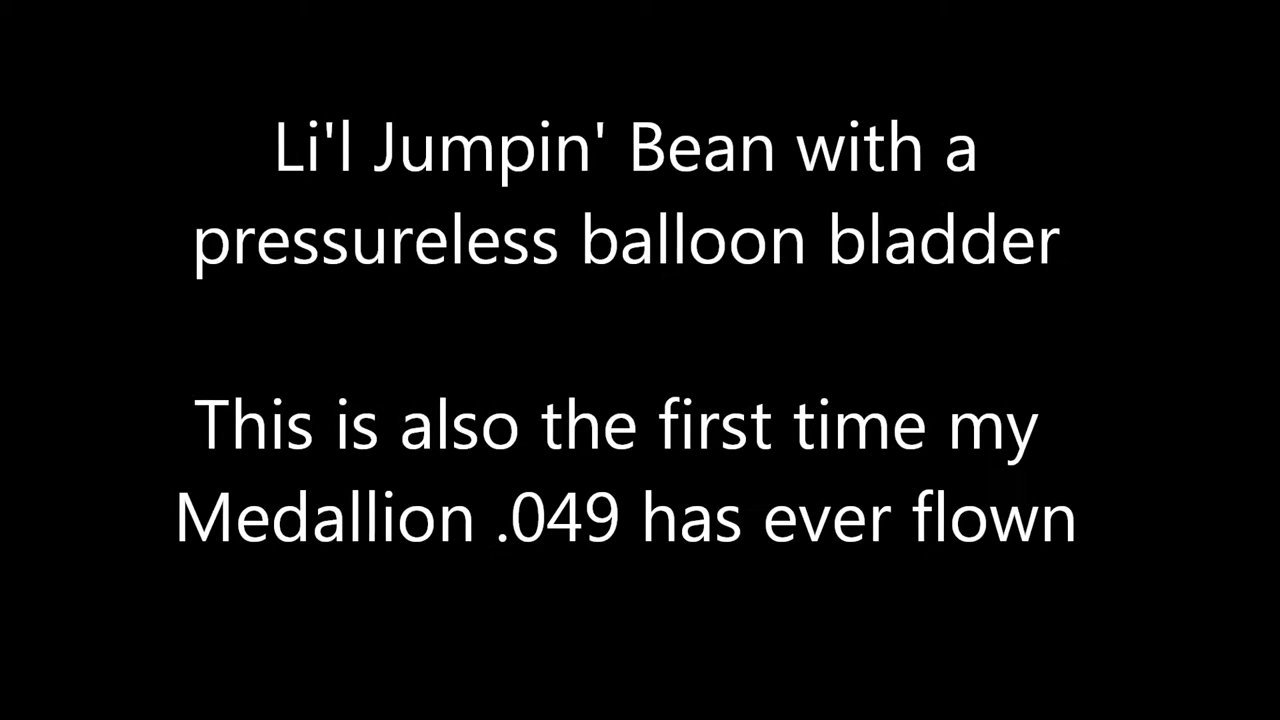 Li'l Jumpin' Bean with a
pressureless balloon bladder
This is also the first time my
Medallion .049 has ever flown